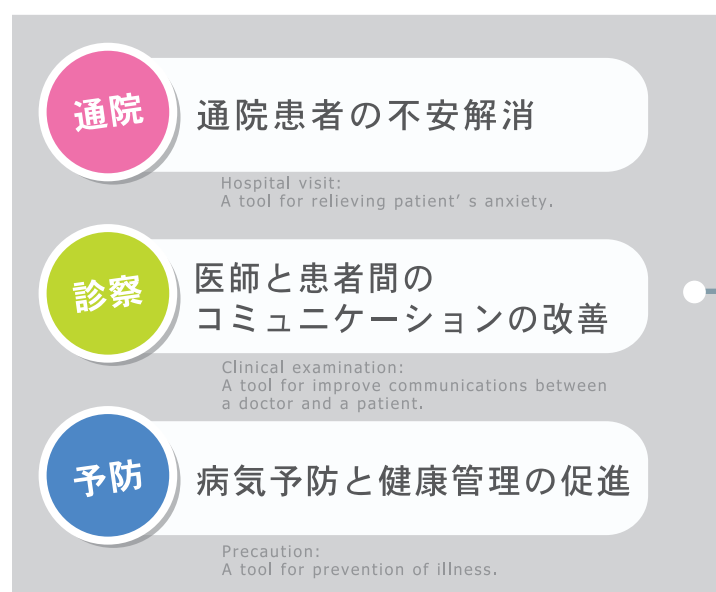 通院
通院患者の不安解消
Hospital visit:
A tool for relieving patient’ s anxiety.
診察
医師と患者間の
コミュニケーションの改善
Clinical examination:
A tool for improve communications between
a doctor and a patient.
予防
病気予防と健康管理の促進
Precaution:
A tool for prevention of illness.